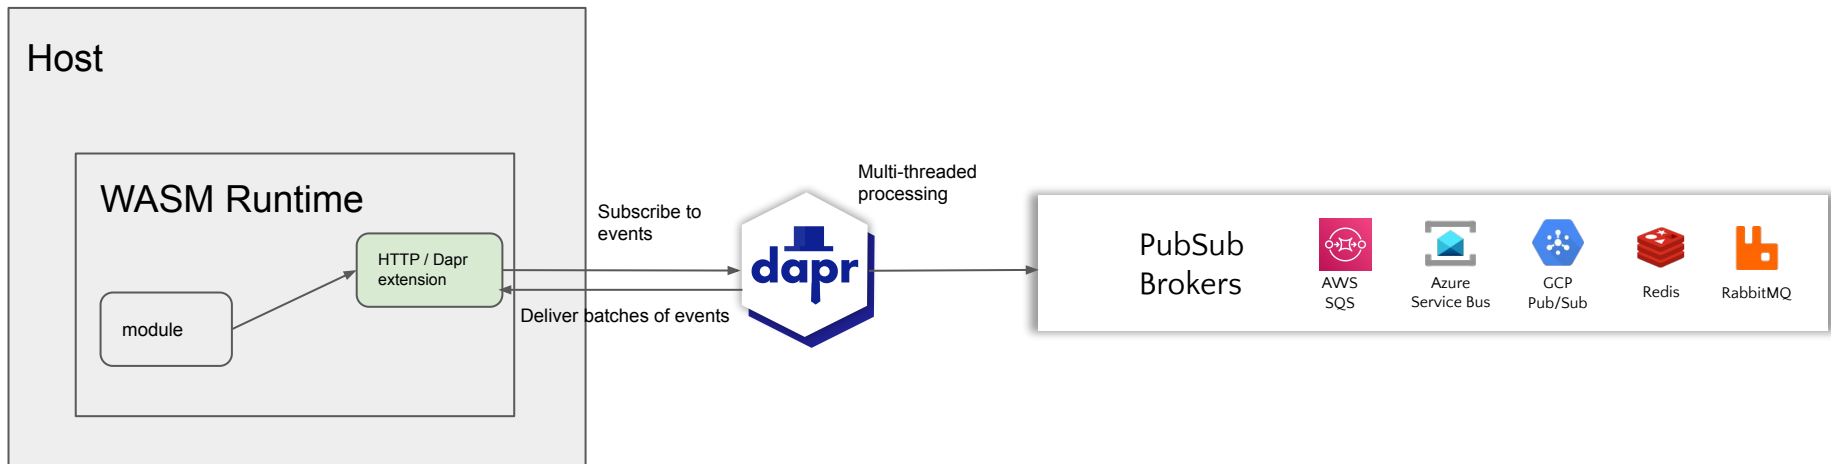 Host
WASM Runtime
HTTP / Dapr
extension
module
Subscribe to
events
Deliver batches of events
dapr
Multi-threaded
processing
PubSub
Brokers
AWS
SQS
Azure
Service Bus
GCP
Pub/Sub
Redis
RabbitMQ